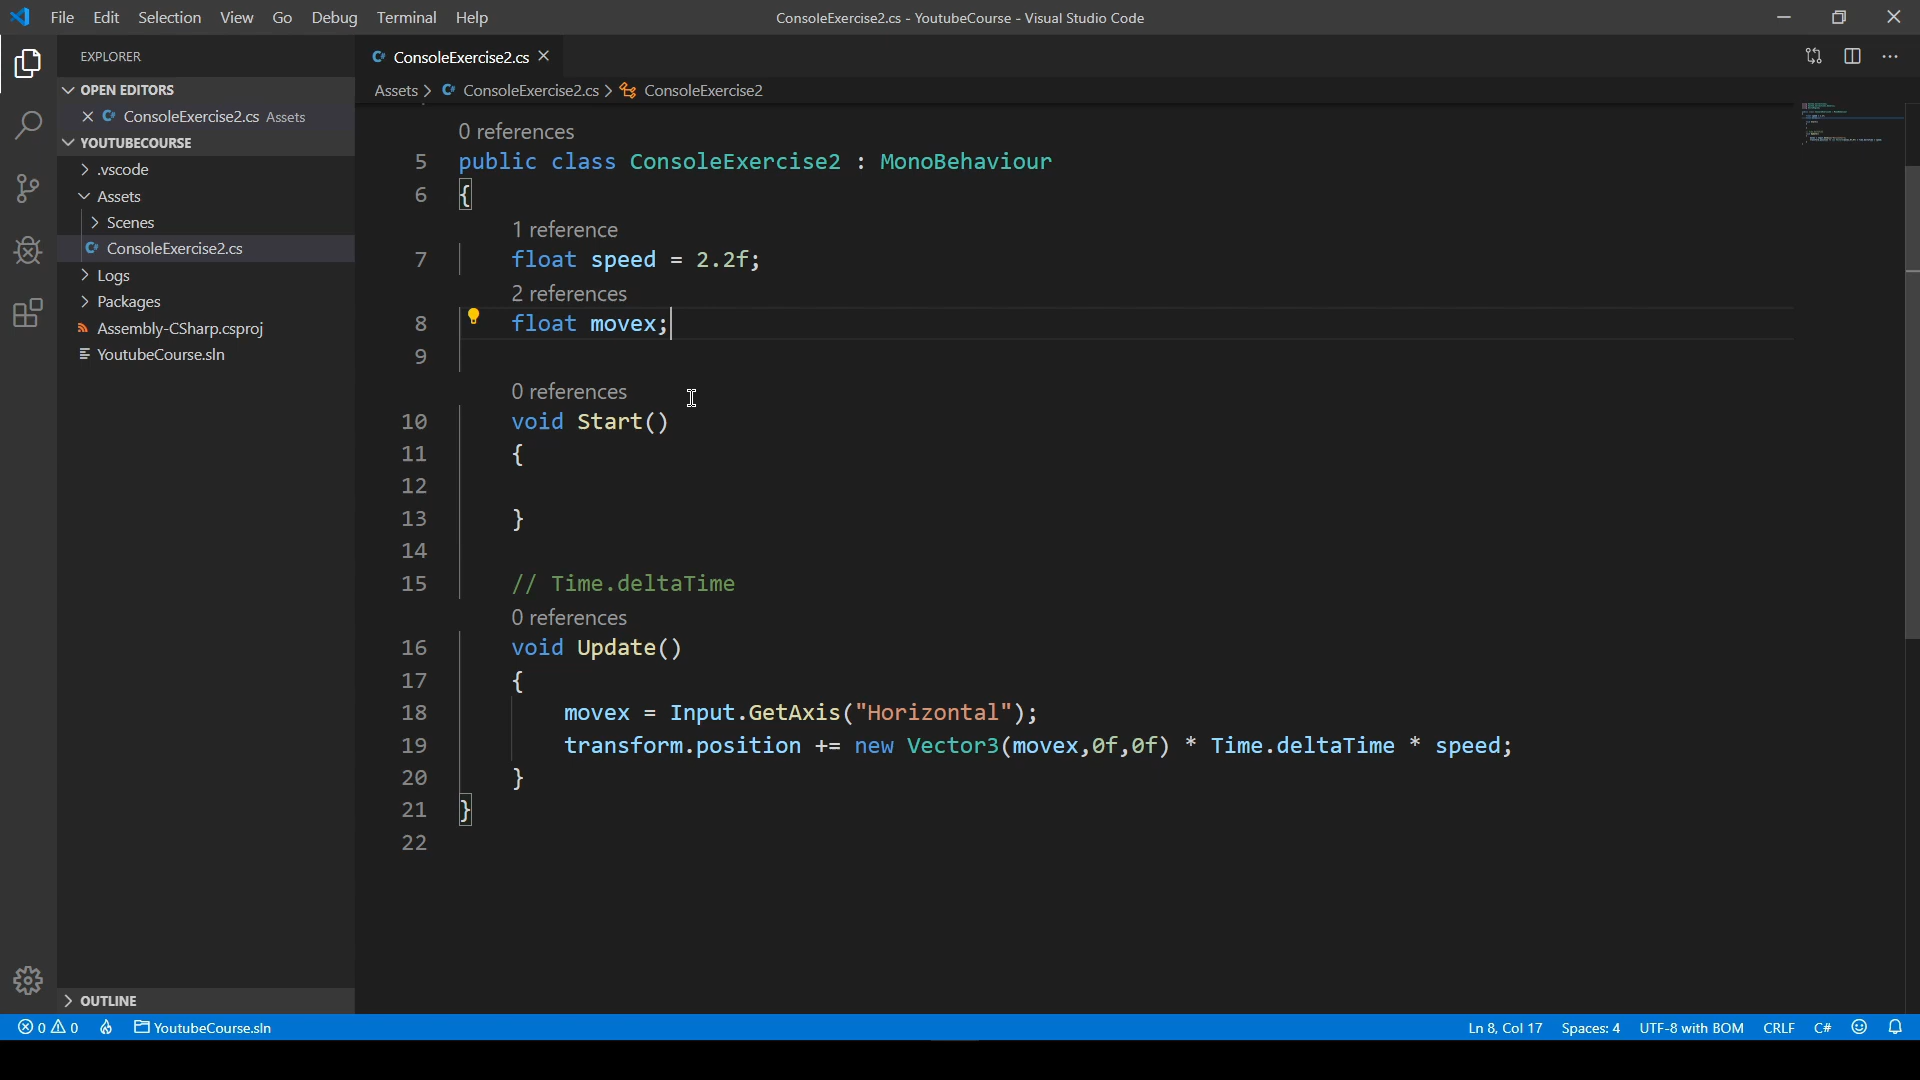 File Edit Selection View Go Debug Terminal Help
ConsoleExercise2.cs - YoutubeCourse - Visual Studio Code
EXPLORER
OPEN EDITORS
ConsoleExercise2.cs Assets
YOUTUBECOURSE
.vscode
Assets
Scenes
ConsoleExercise2.cs
Logs
Packages
Assembly-CSharp.csproj
YoutubeCourse.sln
OUTLINE
ConsoleExercise2.cs
Assets > ConsoleExercise2.cs > ConsoleExercise2
0 references
5 public class ConsoleExercise2 : MonoBehaviour
6 {
1 reference
7 float speed = 2.2f;
2 references
8 float movex;
9
0 references
10 void Start()
11 {
12
13 }
14
15 // Time.deltaTime
0 references
16 void Update()
17 {
18 movex = Input.GetAxis("Horizontal");
19 transform.position += new Vector3(movex,0f,0f) * Time.deltaTime * speed;
20 }
21 }
22
0 0 YoutubeCourse.sln
Ln 8, Col 17 Spaces: 4 UTF-8 with BOM CRLF C#